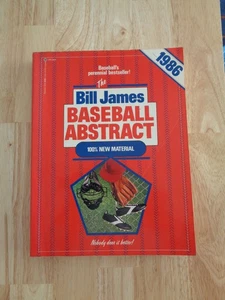 Baseball's
perennial bestseller!
1986
The
Bill James
BASEBALL
ABSTRACT
100% NEW MATERIAL
Nobody does it better!